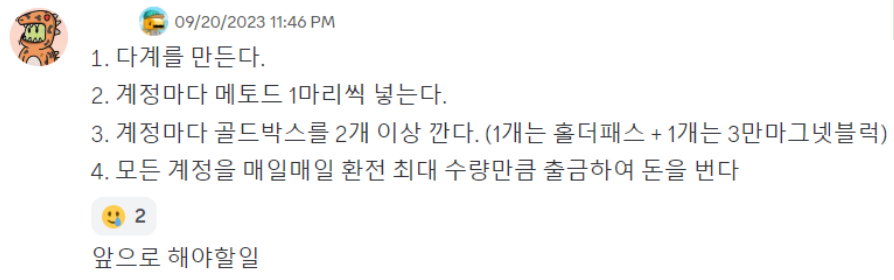 09/20/2023 11:46 PM
1. 다계를 만든다.
2. 계정마다 메토드 1마리씩 넣는다.
3. 계정마다 골드박스를 2개 이상 깐다. (1개는 홀더패스 + 1개는 3만마그넷블럭)
4. 모든 계정을 매일매일 환전 최대 수량만큼 출금하여 돈을 번다
2
앞으로 해야할일